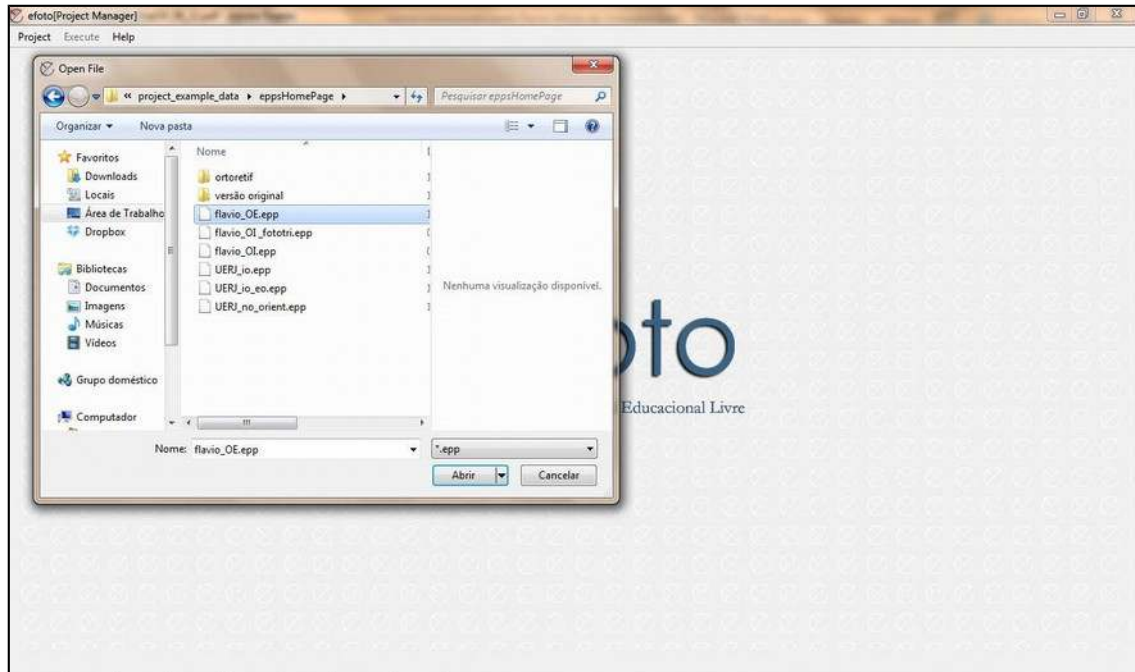 efoto[Project Manager]
Project Execute Help
Open File
« project_example_data ▸ eppsHomePage ▸
Pesquisar eppsHomePage
Organizar Nova pasta
Nome
Favoritos
Downloads
Locais
Área de Trabalho
Dropbox
Bibliotecas
Documentos
Imagens
Músicas
Vídeos
Grupo doméstico
Computador
ortoretif
versão original
flavio_OE.epp
flavio_OI_fototri.epp
flavio_OI.epp
UERJ_io.epp
UERJ_io_eo.epp
UERJ_no_orient.epp
Nenhuma visualização disponível.
Nome: flavio_OE.epp
*.epp
Abrir Cancelar
oto
Educacional Livre